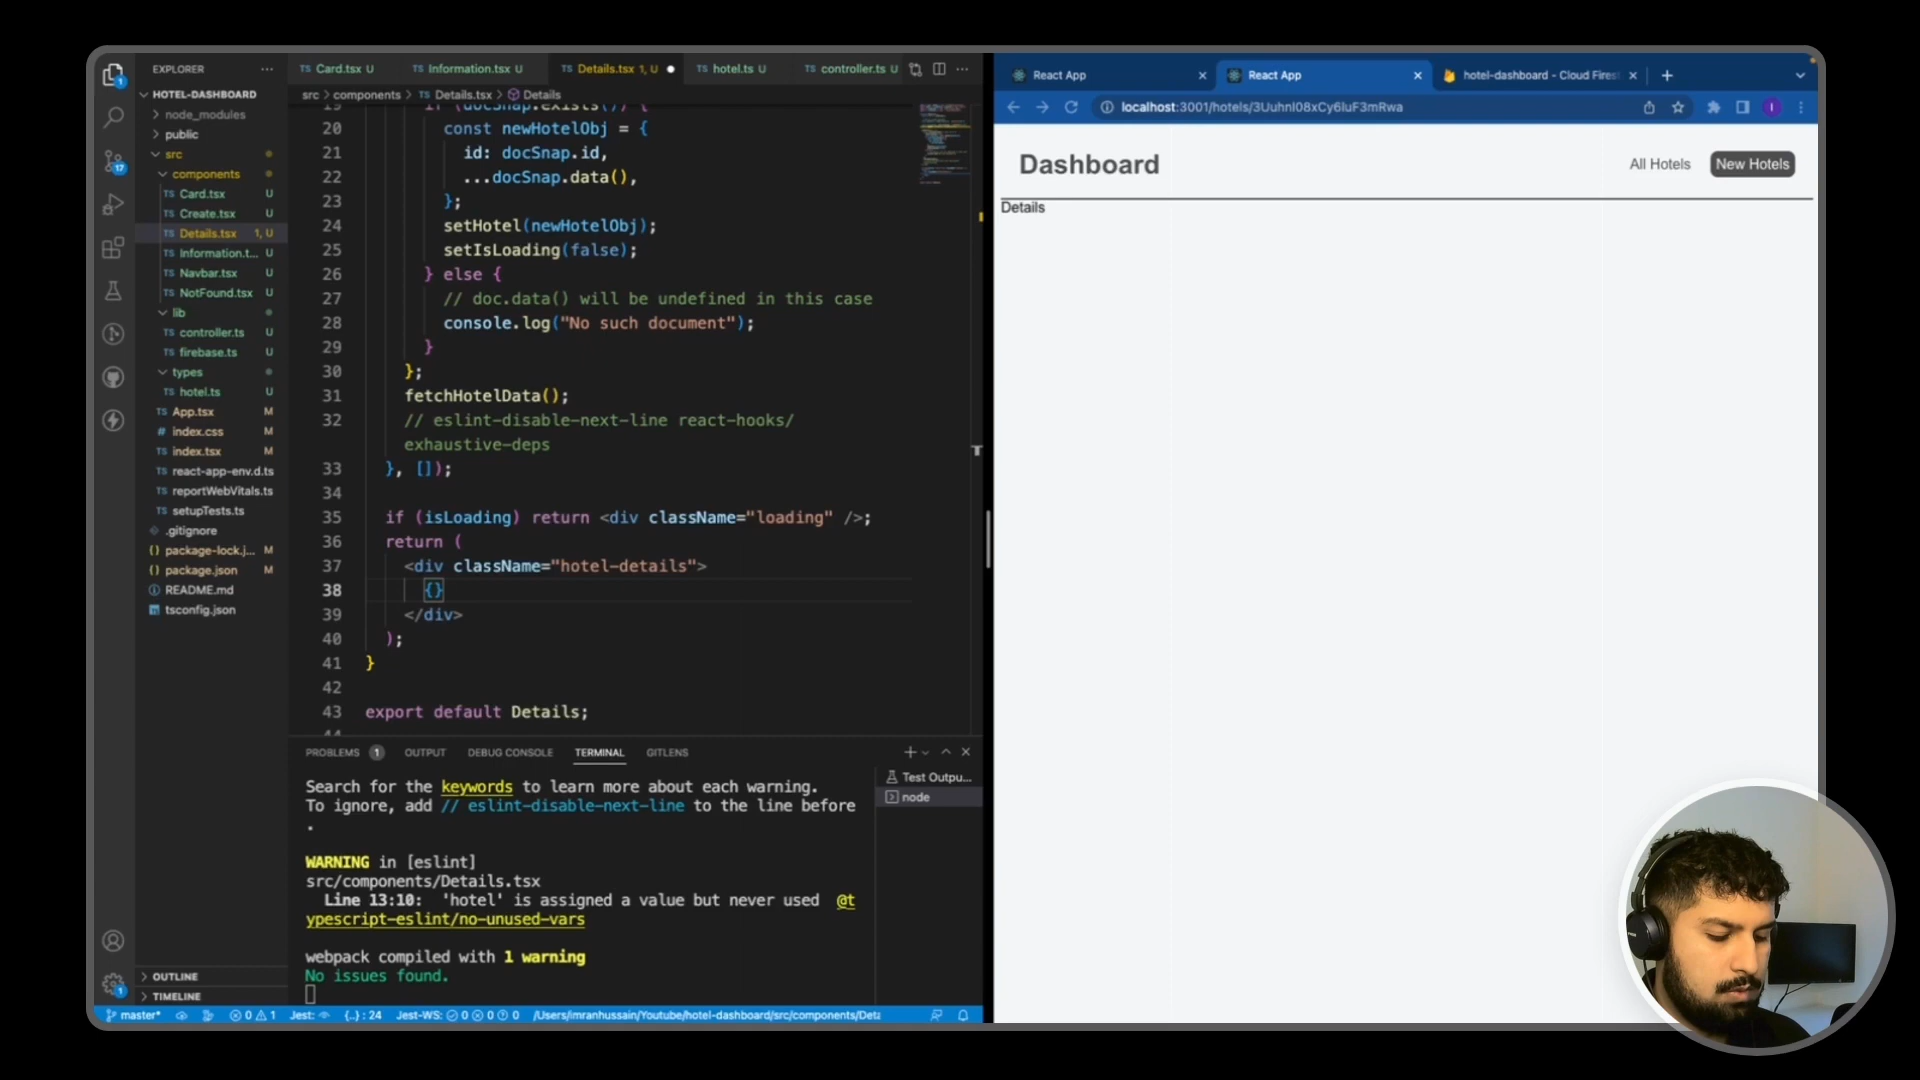 EXPLORER
HOTEL-DASHBOARD
node_modules
public
src
components
TS Card.tsx U
TS Create.tsx U
TS Details.tsx 1, U
TS Information.t... U
TS Navbar.tsx U
TS NotFound.tsx U
lib
TS controller.ts U
TS firebase.ts U
types
TS hotel.ts U
TS App.tsx M
# index.css M
TS index.tsx M
TS react-app-env.d.ts
TS reportWebVitals.ts
TS setupTests.ts
.gitignore
{} package-lock.j... M
{} package.json M
README.md
tsconfig.json
OUTLINE
TIMELINE
1
17
1
TS Card.tsx U TS Information.tsx U TS Details.tsx 1, U TS hotel.ts U TS controller.ts U
src > components > TS Details.tsx > Details
19 if (docSnap.exists()) {
20 const newHotelObj = {
21 id: docSnap.id,
22 ...docSnap.data(),
23 };
24 setHotel(newHotelObj);
25 setIsLoading(false);
26 } else {
27 // doc.data() will be undefined in this case
28 console.log("No such document");
29 }
30 };
31 fetchHotelData();
32 // eslint-disable-next-line react-hooks/
exhaustive-deps
33 }, []);
34
35 if (isLoading) return <div className="loading" />;
36 return (
37 <div className="hotel-details">
38 {}
39 </div>
40 );
41 }
42
43 export default Details;
44
PROBLEMS 1 OUTPUT DEBUG CONSOLE TERMINAL GITLENS
Test Outpu...
node
Search for the keywords to learn more about each warning.
To ignore, add // eslint-disable-next-line to the line before
.
WARNING in [eslint]
src/components/Details.tsx
Line 13:10: 'hotel' is assigned a value but never used @t
ypescript-eslint/no-unused-vars
webpack compiled with 1 warning
No issues found.
master* 0 1 Jest: {..} : 24 Jest-WS: 0 0 0 /Users/imranhussain/Youtube/hotel-dashboard/src/components/Deta
React App React App hotel-dashboard - Cloud Fires
localhost:3001/hotels/3UuhnI08xCy6luF3mRwa
I
Dashboard
All Hotels New Hotels
Details